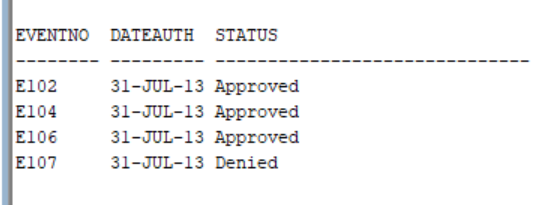 EVENTNO  DATEAUTH  STATUS
-------- --------- ------------------------------
E102     31-JUL-13 Approved
E104     31-JUL-13 Approved
E106     31-JUL-13 Approved
E107     31-JUL-13 Denied